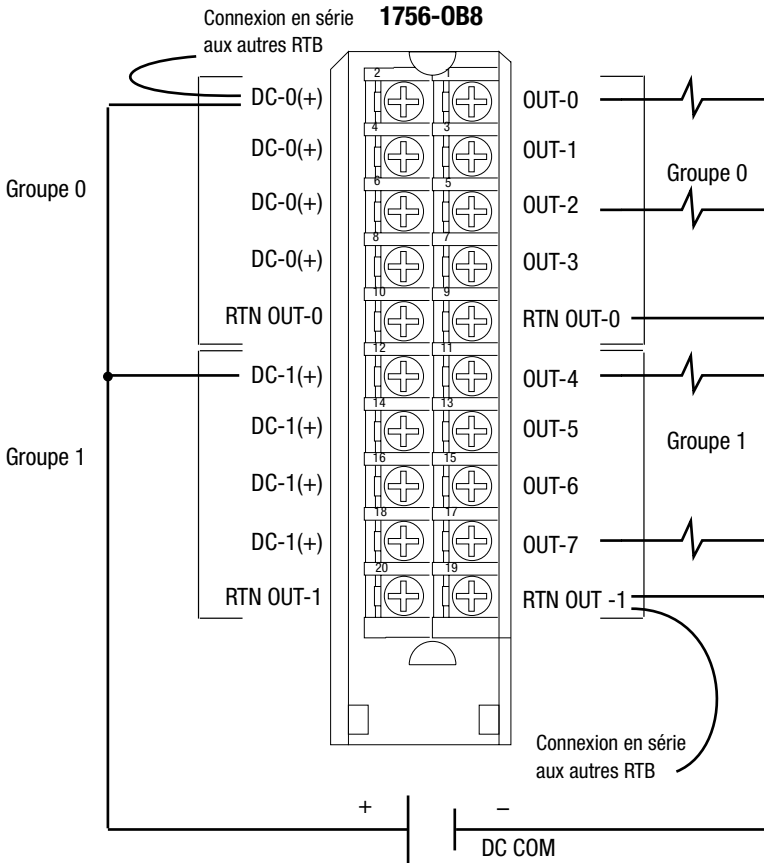 Connexion en série
aux autres RTB
1756-OB8
DC-0(+) 2 1 OUT-0
DC-0(+) 4 3 OUT-1
Groupe 0 Groupe 0
DC-0(+) 6 5 OUT-2
DC-0(+) 8 7 OUT-3
RTN OUT-0 10 9 RTN OUT-0
DC-1(+) 12 11 OUT-4
DC-1(+) 14 13 OUT-5
Groupe 1 Groupe 1
DC-1(+) 16 15 OUT-6
DC-1(+) 18 17 OUT-7
RTN OUT-1 20 19 RTN OUT -1
Connexion en série
aux autres RTB
+ –
DC COM